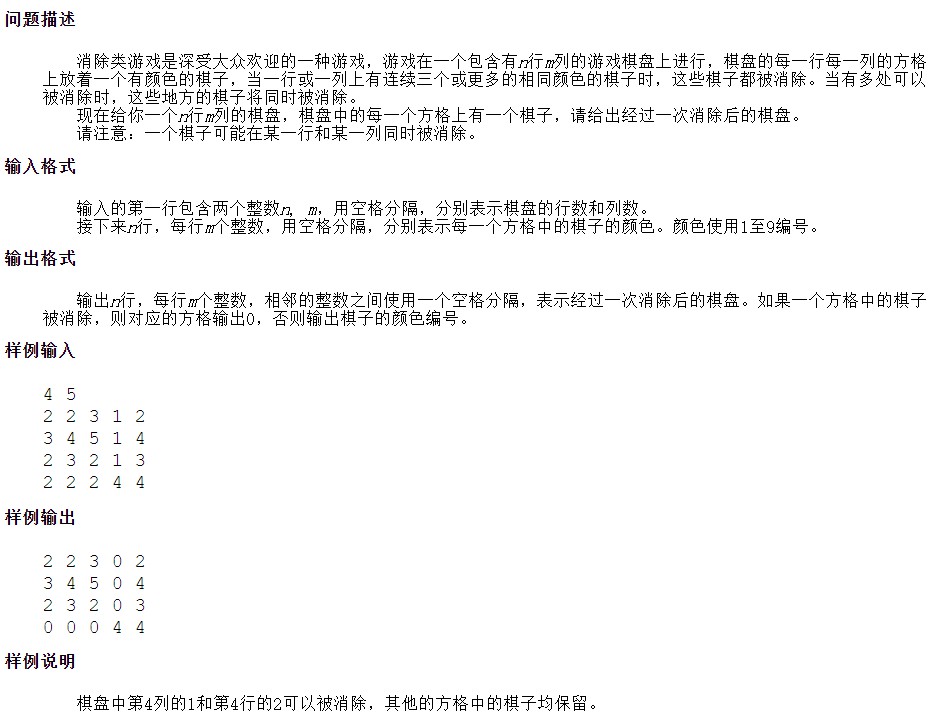 问题描述
消除类游戏是深受大众欢迎的一种游戏，游戏在一个包含有n行m列的游戏棋盘上进行，棋盘的每一行每一列的方格
上放着一个有颜色的棋子，当一行或一列上有连续三个或更多的相同颜色的棋子时，这些棋子都被消除。当有多处可以
被消除时，这些地方的棋子将同时被消除。
现在给你一个n行m列的棋盘，棋盘中的每一个方格上有一个棋子，请给出经过一次消除后的棋盘。
请注意：一个棋子可能在某一行和某一列同时被消除。
输入格式
输入的第一行包含两个整数n, m，用空格分隔，分别表示棋盘的行数和列数。
接下来n行，每行m个整数，用空格分隔，分别表示每一个方格中的棋子的颜色。颜色使用1至9编号。
输出格式
输出n行，每行m个整数，相邻的整数之间使用一个空格分隔，表示经过一次消除后的棋盘。如果一个方格中的棋子
被消除，则对应的方格输出0，否则输出棋子的颜色编号。
样例输入
4 5
2 2 3 1 2
3 4 5 1 4
2 3 2 1 3
2 2 2 4 4
样例输出
2 2 3 0 2
3 4 5 0 4
2 3 2 0 3
0 0 0 4 4
样例说明
棋盘中第4列的1和第4行的2可以被消除，其他的方格中的棋子均保留。